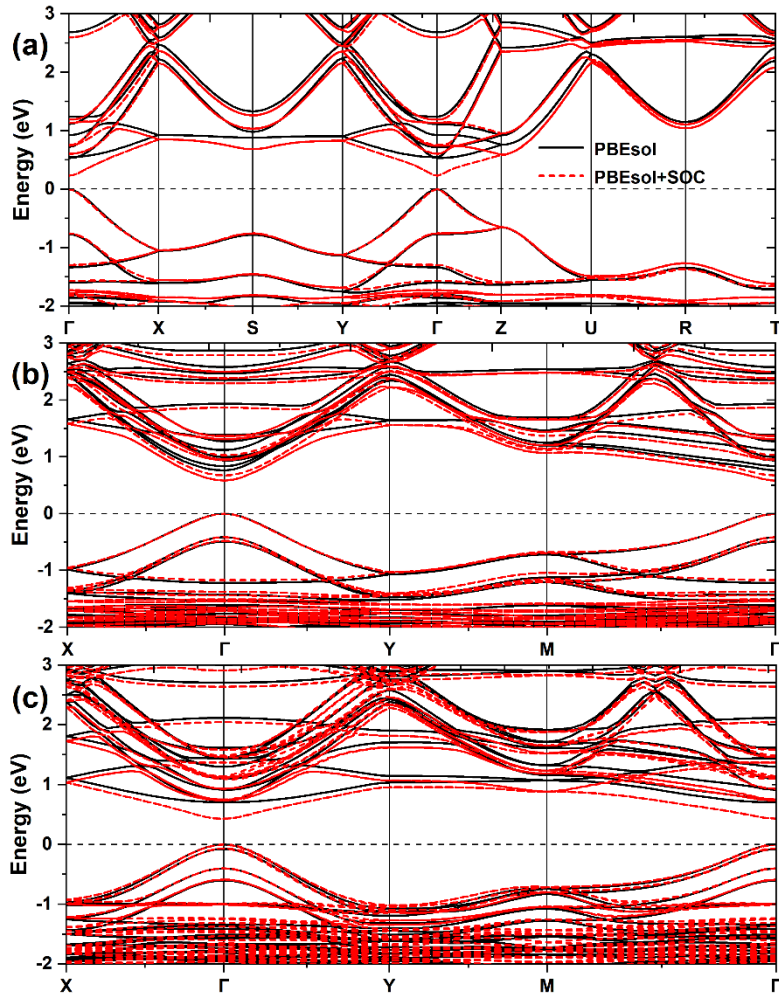 (a)
Energy (eV)
3
2
1
0
-1
-2
PBEsol
PBEsol+SOC
Γ X S Y Γ Z U R T
(b)
Energy (eV)
3
2
1
0
-1
-2
X Γ Y M Γ
(c)
Energy (eV)
3
2
1
0
-1
-2
X Γ Y M Γ